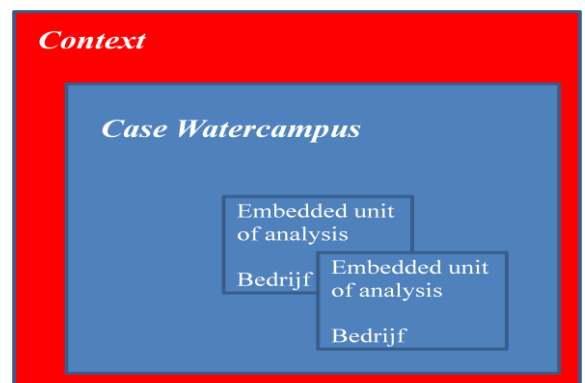 Context
Case Watercampus
Embedded unit
of analysis
Bedrijf
Embedded unit
of analysis
Bedrijf